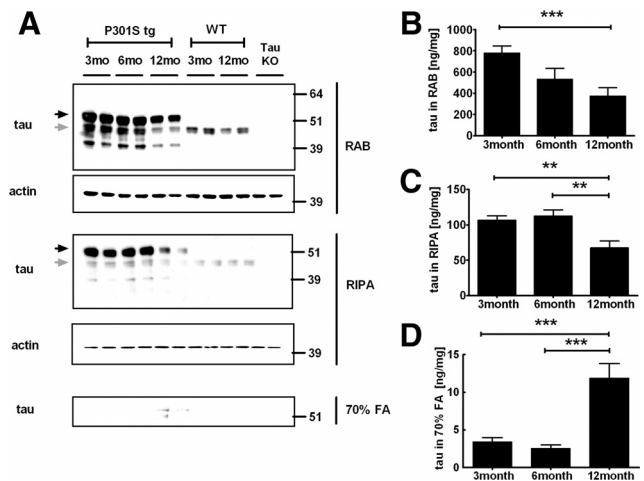 A
P301S tg WT
3mo 6mo 12mo 3mo 12mo Tau KO
64
tau 51
39
RAB
actin
39
tau 51
39
RIPA
actin
39
tau
51
70% FA
B
***
tau in RAB [ng/mg]
1000
800
600
400
200
0
3month 6month 12month
C
**
**
tau in RIPA [ng/mg]
150
100
50
0
3month 6month 12month
D
***
***
tau in 70% FA [ng/mg]
15
10
5
0
3month 6month 12month